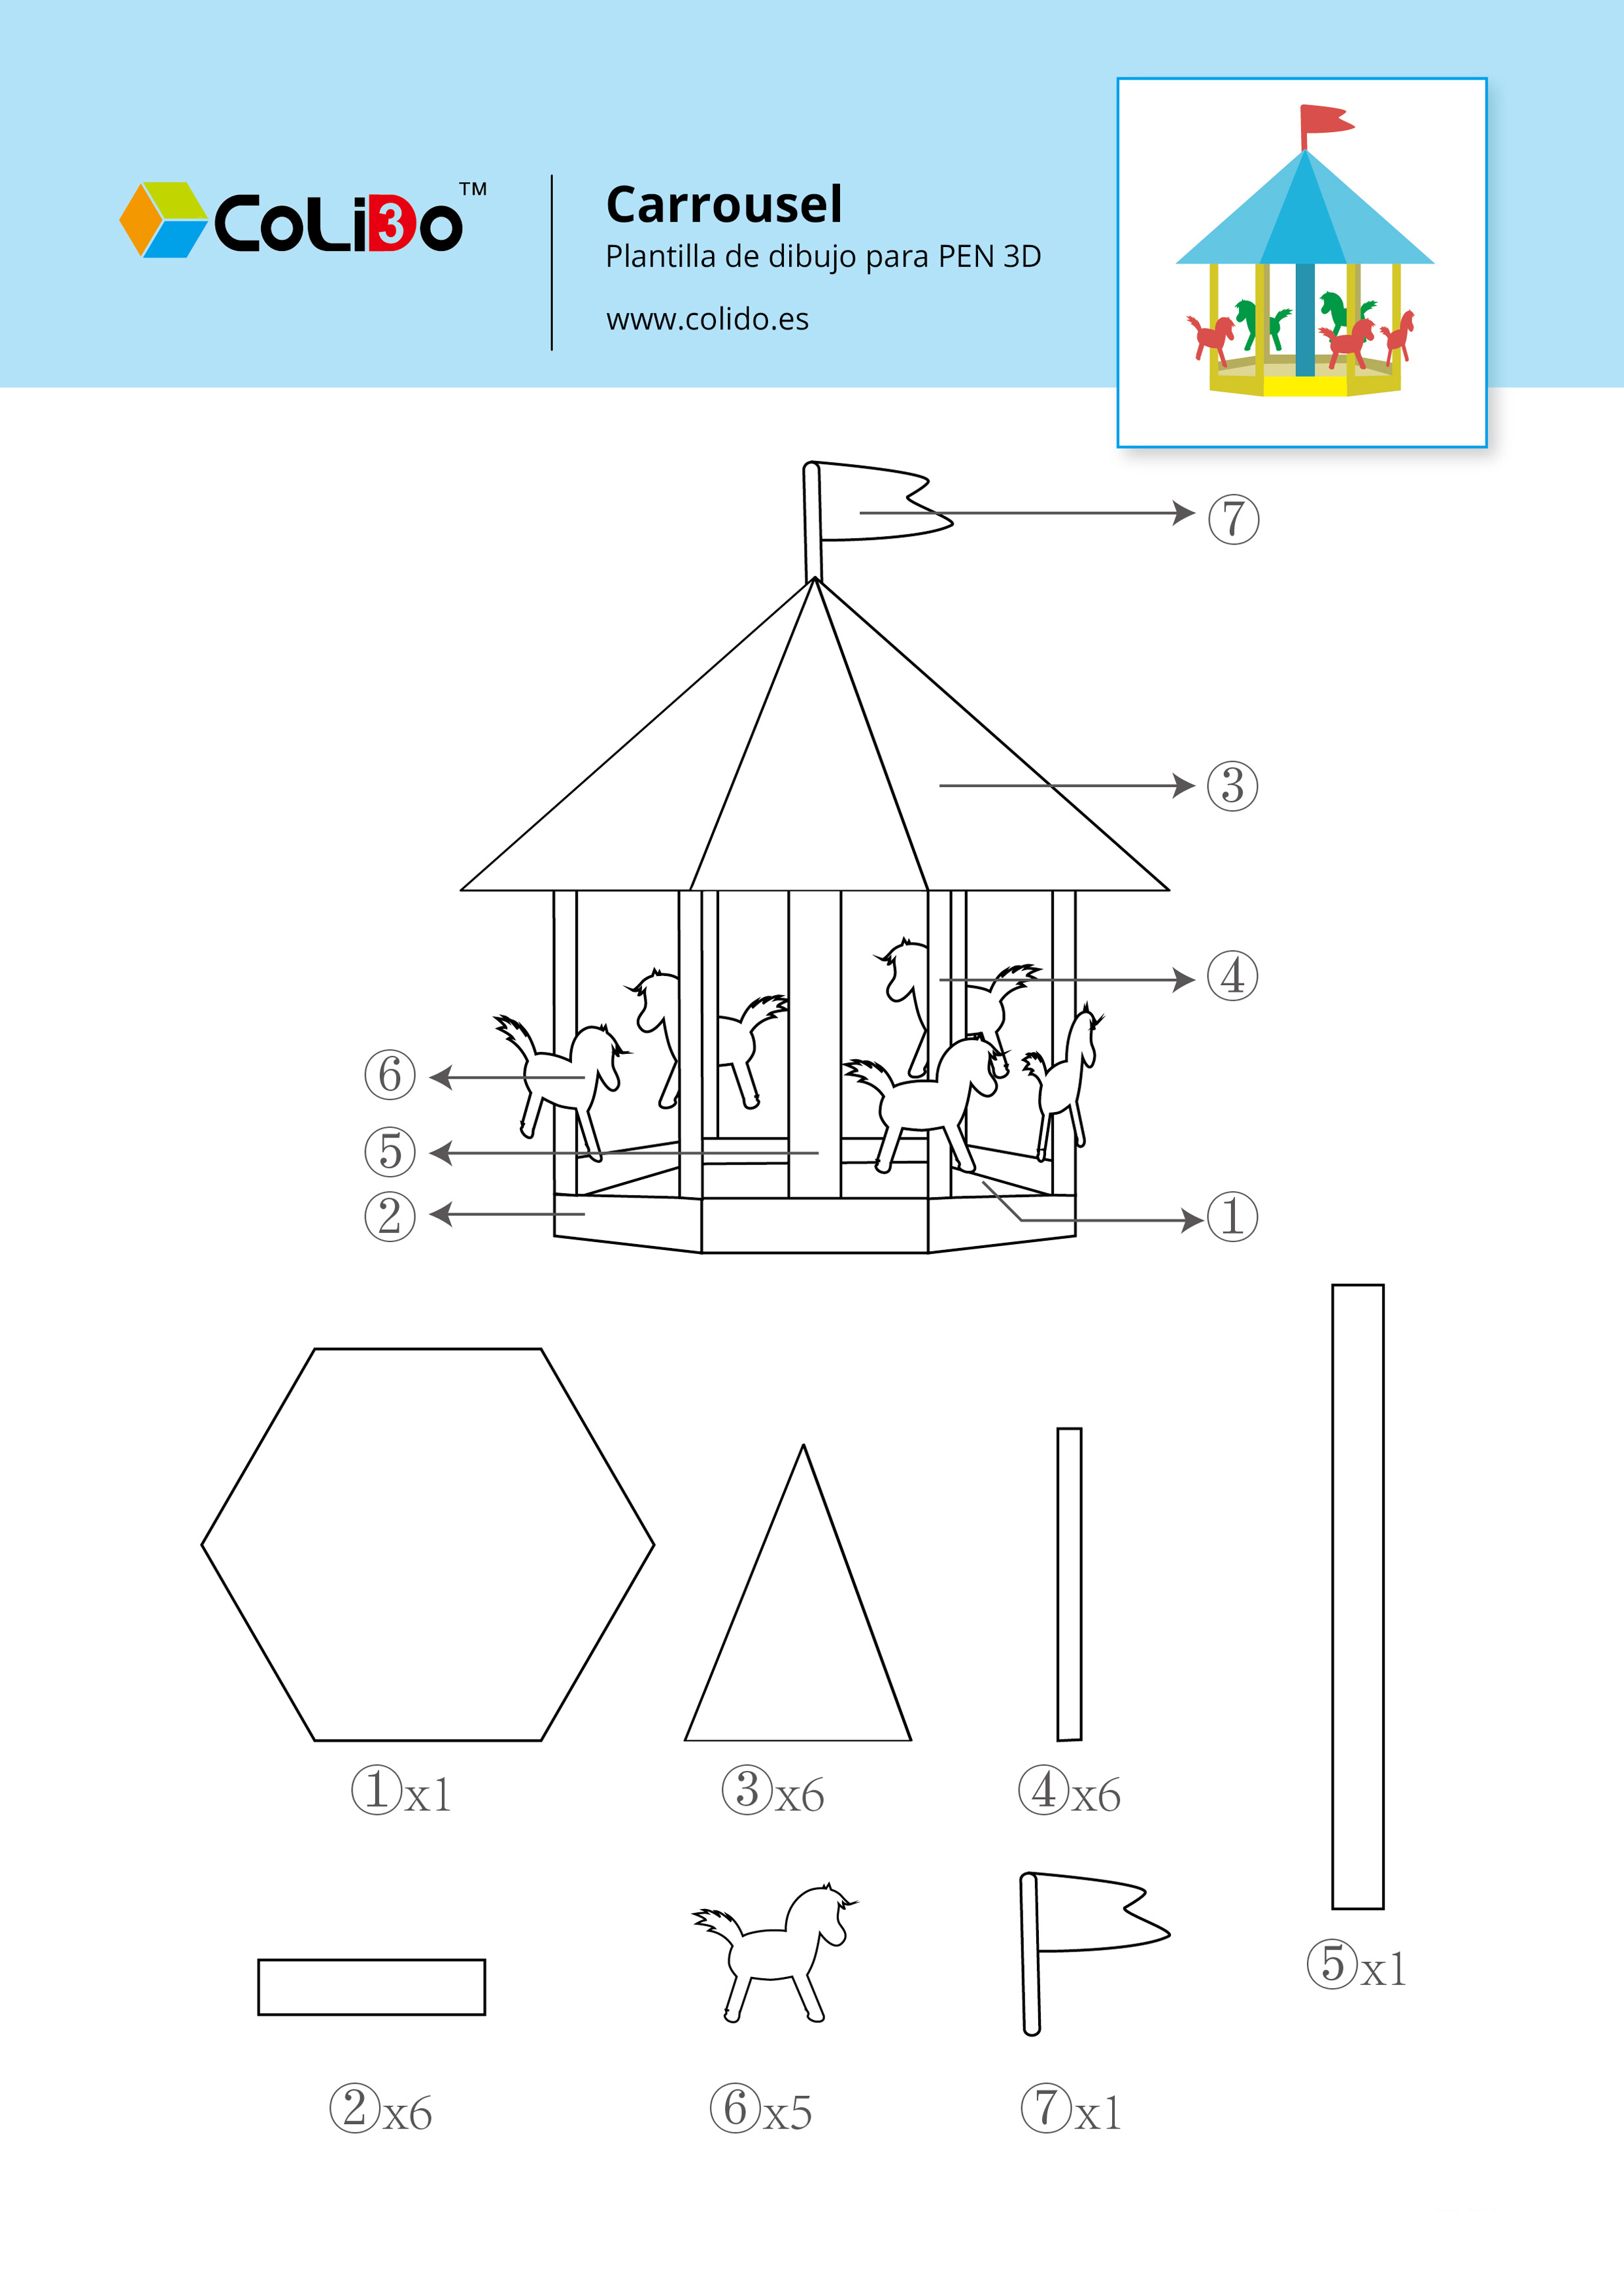 CoLiDo™
Carrousel
Plantilla de dibujo para PEN 3D
www.colido.es
⑦
③
④
⑥
⑤
②
①
①x1
③x6
④x6
⑤x1
②x6
⑥x5
⑦x1